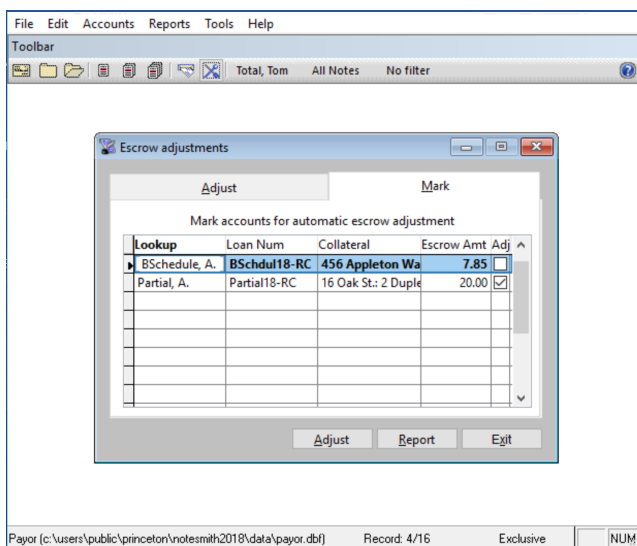 File Edit Accounts Reports Tools Help
Toolbar
Total, Tom All Notes No filter
Escrow adjustments
Adjust Mark
Mark accounts for automatic escrow adjustment
Lookup Loan Num Collateral Escrow Amt Adj
BSchedule, A. BSchdul18-RC 456 Appleton Wa 7.85
Partial, A. Partial18-RC 16 Oak St.: 2 Duple 20.00
Adjust Report Exit
Payor (c:\users\public\princeton\notesmith2018\data\payor.dbf) Record: 4/16 Exclusive NUM